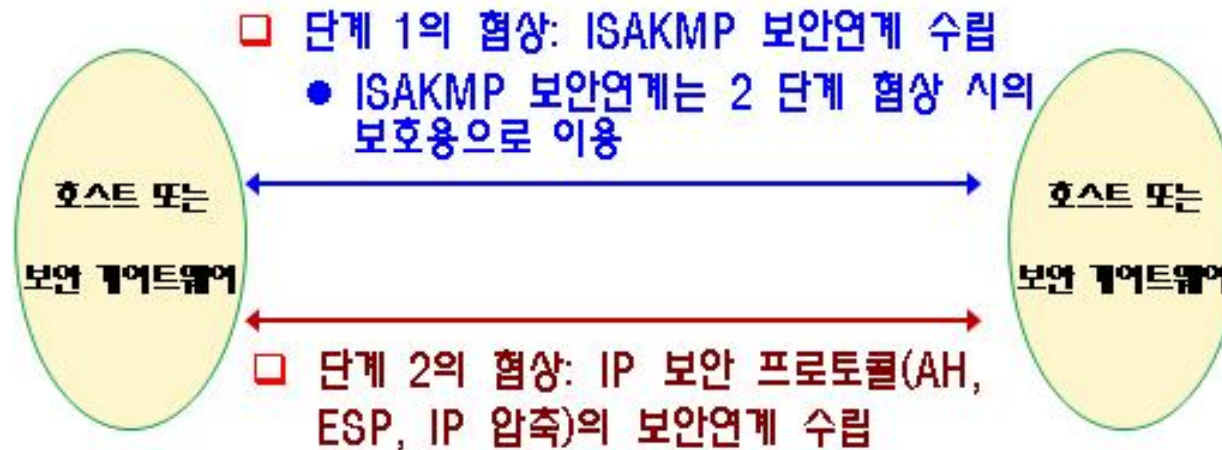 단계 1의 협상: ISAKMP 보안연계 수립
ISAKMP 보안연계는 2 단계 협상 시의
보호용으로 이용
호스트 또는
보안 게이트웨이
호스트 또는
보안 게이트웨이
단계 2의 협상: IP 보안 프로토콜(AH,
ESP, IP 압축)의 보안연계 수립